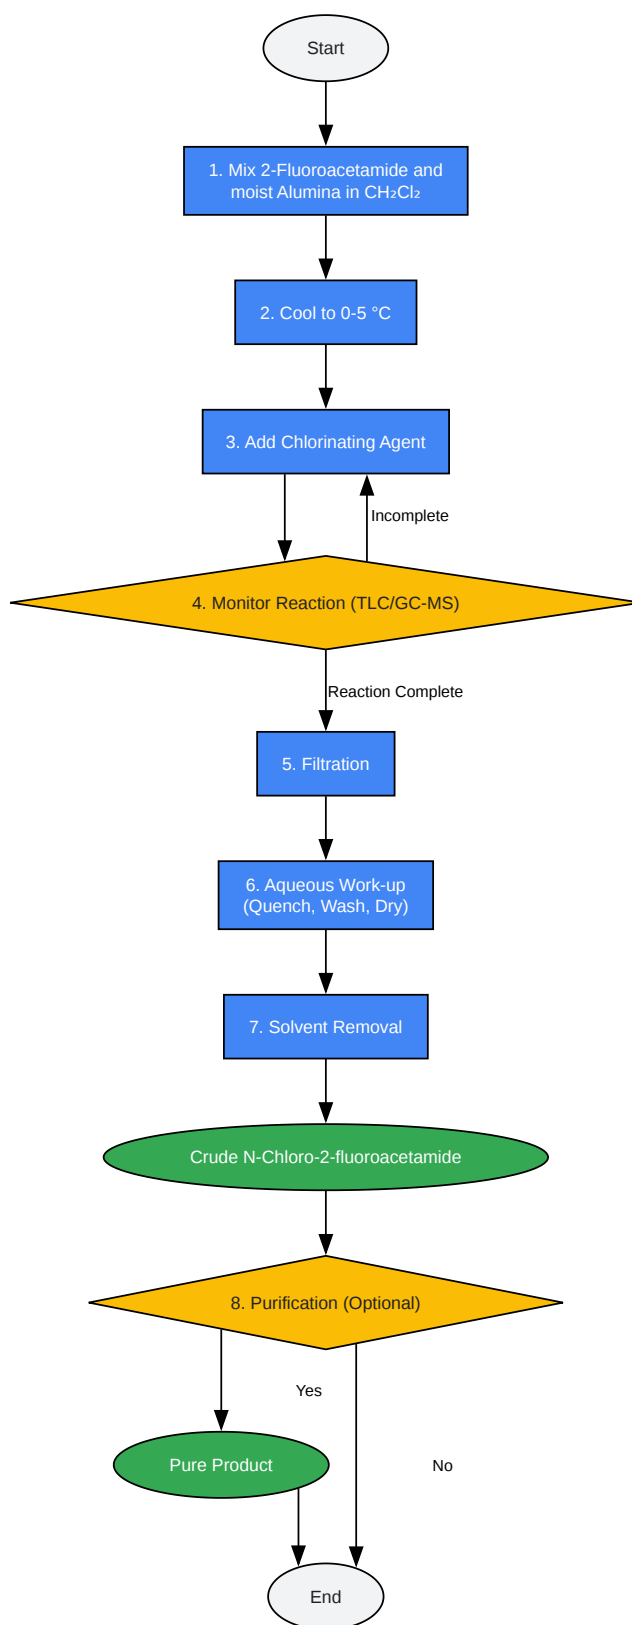 Start
1. Mix 2-Fluoroacetamide and
moist Alumina in CH₂Cl₂
2. Cool to 0-5 °C
3. Add Chlorinating Agent
Incomplete
4. Monitor Reaction (TLC/GC-MS)
Reaction Complete
5. Filtration
6. Aqueous Work-up
(Quench, Wash, Dry)
7. Solvent Removal
Crude N-Chloro-2-fluoroacetamide
8. Purification (Optional)
Yes
Pure Product
No
End